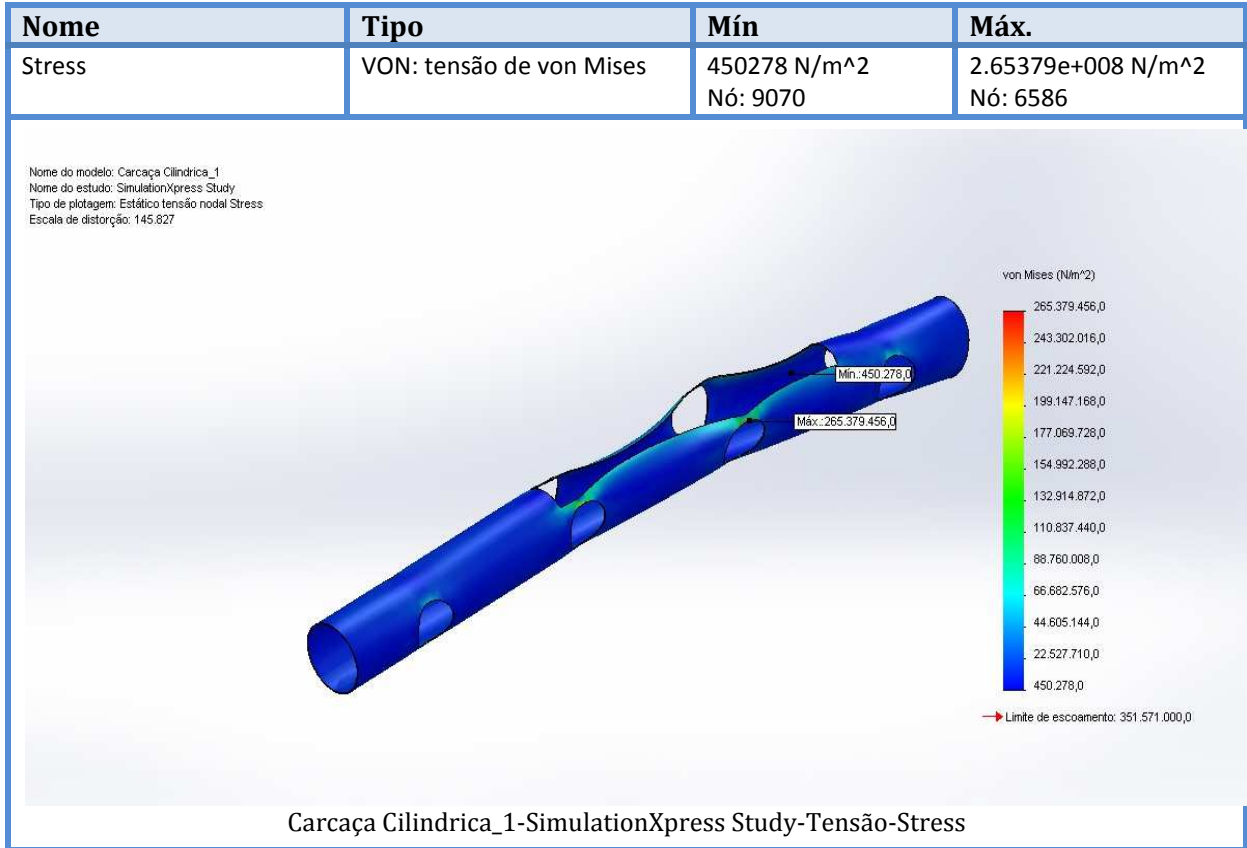 Nome Tipo Mín Máx.
Stress VON: tensão de von Mises 450278 N/m^2 2.65379e+008 N/m^2
Nó: 9070 Nó: 6586
Nome do modelo: Carcaça Cilindrica_1
Nome do estudo: SimulationXpress Study
Tipo de plotagem: Estático tensão nodal Stress
Escala de distorção: 145.827
von Mises (N/m^2)
265.379.456,0
243.302.016,0
221.224.592,0
199.147.168,0
177.069.728,0
154.992.288,0
132.914.872,0
110.837.440,0
88.760.008,0
66.682.576,0
44.605.144,0
22.527.710,0
450.278,0
Limite de escoamento: 351.571.000,0
Mín.:450.278,0
Máx.:265.379.456,0
Carcaça Cilindrica_1-SimulationXpress Study-Tensão-Stress